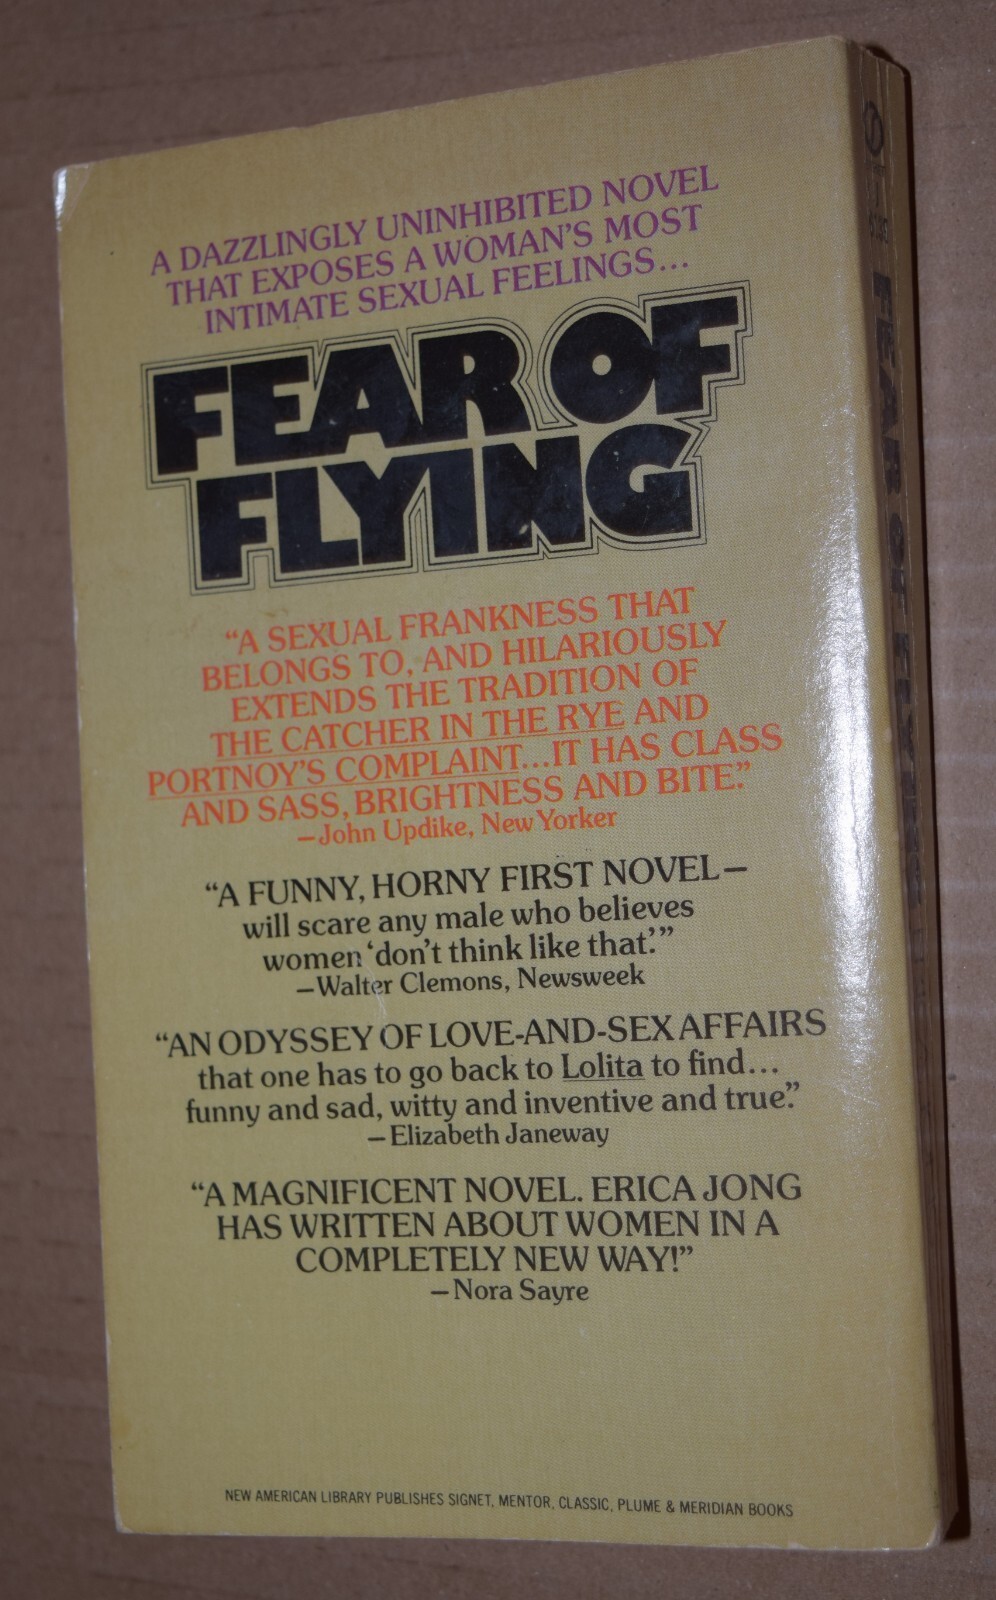 A DAZZLINGLY UNINHIBITED NOVEL
THAT EXPOSES A WOMAN'S MOST
INTIMATE SEXUAL FEELINGS...
FEAR OF
FLYING
“A SEXUAL FRANKNESS THAT
BELONGS TO, AND HILARIOUSLY
EXTENDS THE TRADITION OF
THE CATCHER IN THE RYE AND
PORTNOY'S COMPLAINT...IT HAS CLASS
AND SASS, BRIGHTNESS AND BITE.”
—John Updike, New Yorker
“A FUNNY, HORNY FIRST NOVEL—
will scare any male who believes
women ‘don't think like that.’”
—Walter Clemons, Newsweek
“AN ODYSSEY OF LOVE-AND-SEX AFFAIRS
that one has to go back to Lolita to find...
funny and sad, witty and inventive and true.”
—Elizabeth Janeway
“A MAGNIFICENT NOVEL. ERICA JONG
HAS WRITTEN ABOUT WOMEN IN A
COMPLETELY NEW WAY!”
—Nora Sayre
NEW AMERICAN LIBRARY PUBLISHES SIGNET, MENTOR, CLASSIC, PLUME & MERIDIAN BOOKS
FEAR OF FLYING